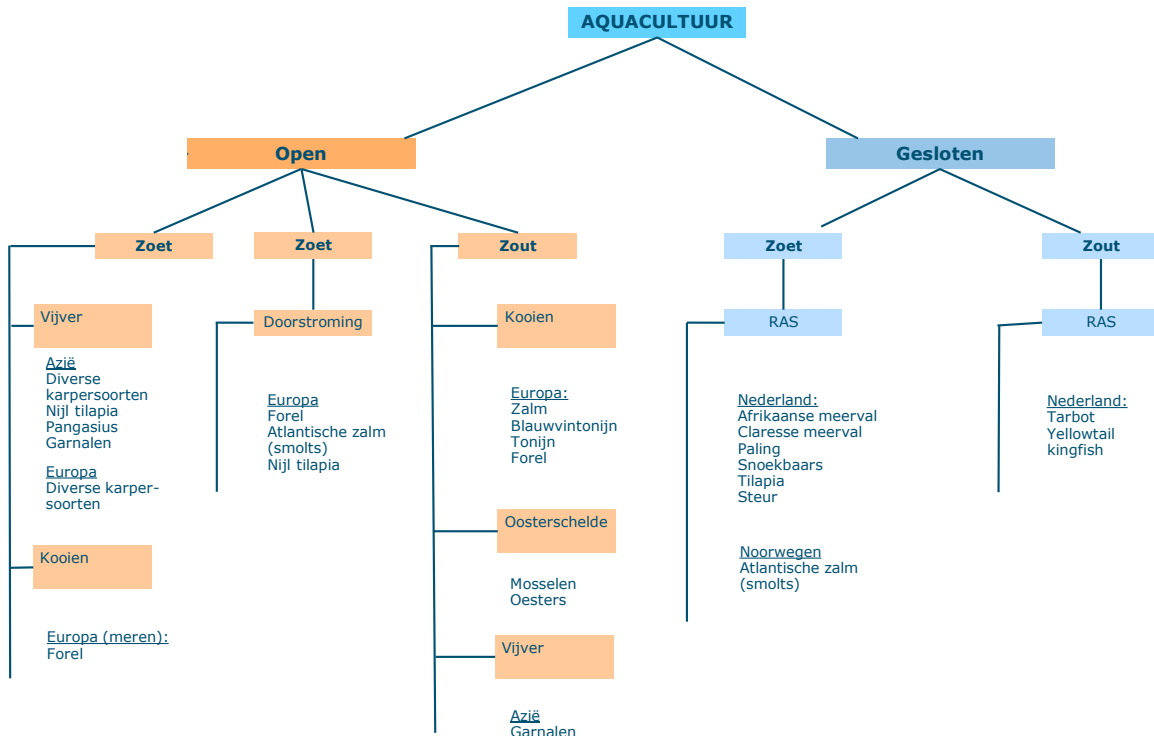 AQUACULTUUR
Open
Gesloten
Zoet
Zoet
Zout
Zoet
Zout
Vijver
Azië
Diverse
karpersoorten
Nijl tilapia
Pangasius
Garnalen
Europa
Diverse karper-
soorten
Kooien
Europa (meren):
Forel
Doorstroming
Europa
Forel
Atlantische zalm
(smolts)
Nijl tilapia
Kooien
Europa:
Zalm
Blauwvintonijn
Tonijn
Forel
Oosterschelde
Mosselen
Oesters
Vijver
Azië
Garnalen
RAS
Nederland:
Afrikaanse meerval
Claresse meerval
Paling
Snoekbaars
Tilapia
Steur
Noorwegen
Atlantische zalm
(smolts)
RAS
Nederland:
Tarbot
Yellowtail
kingfish